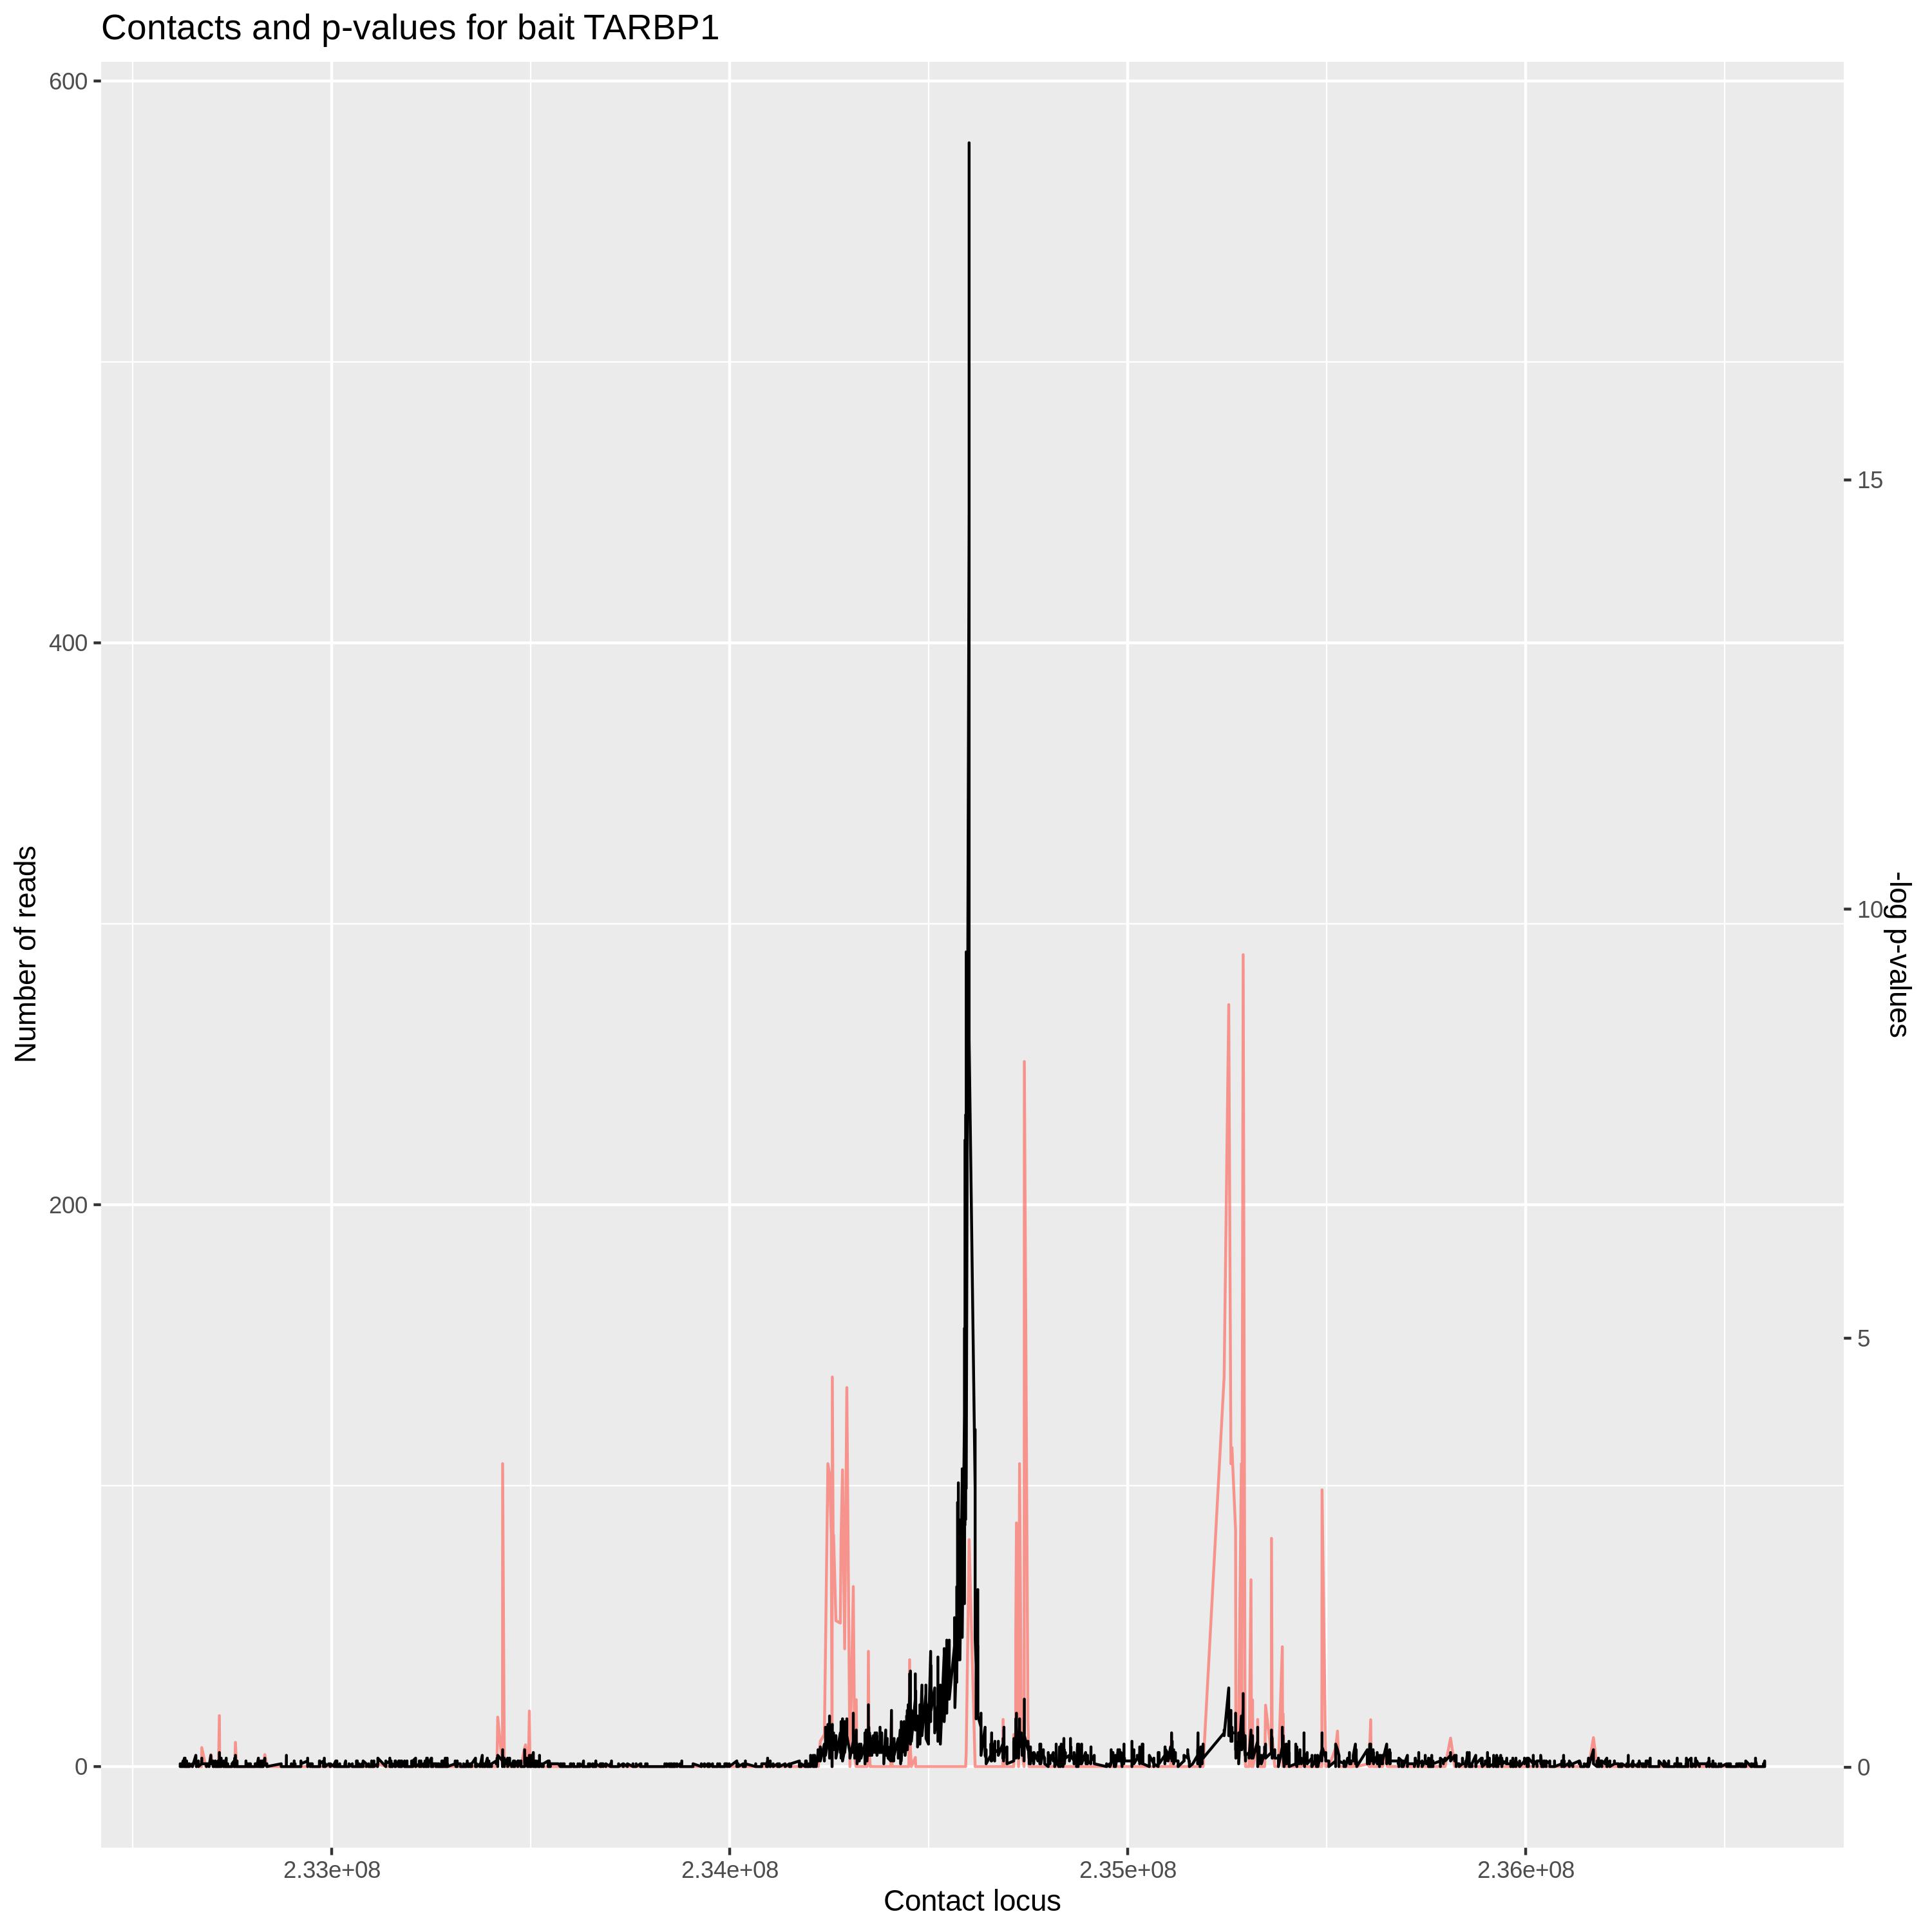 Contacts and p-values for bait TARBP1
600
400
200
0
Number of reads
15
10
5
0
-log p-values
2.33e+08
2.34e+08
2.35e+08
2.36e+08
Contact locus